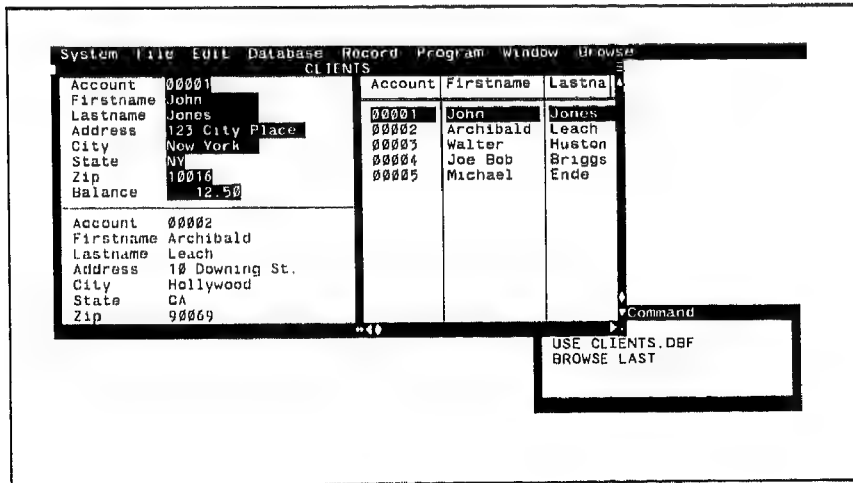 System File Edit Database Record Program Window Browse
CLIENTS
Account 00001
Firstname John
Lastname Jones
Address 123 City Place
City New York
State NY
Zip 10016
Balance 12.50
Account 00002
Firstname Archibald
Lastname Leach
Address 10 Downing St.
City Hollywood
State CA
Zip 90069
Account Firstname Lastna
00001 John Jones
00002 Archibald Leach
00003 Walter Huston
00004 Joe Bob Briggs
00005 Michael Ende
Command
USE CLIENTS.DBF
BROWSE LAST